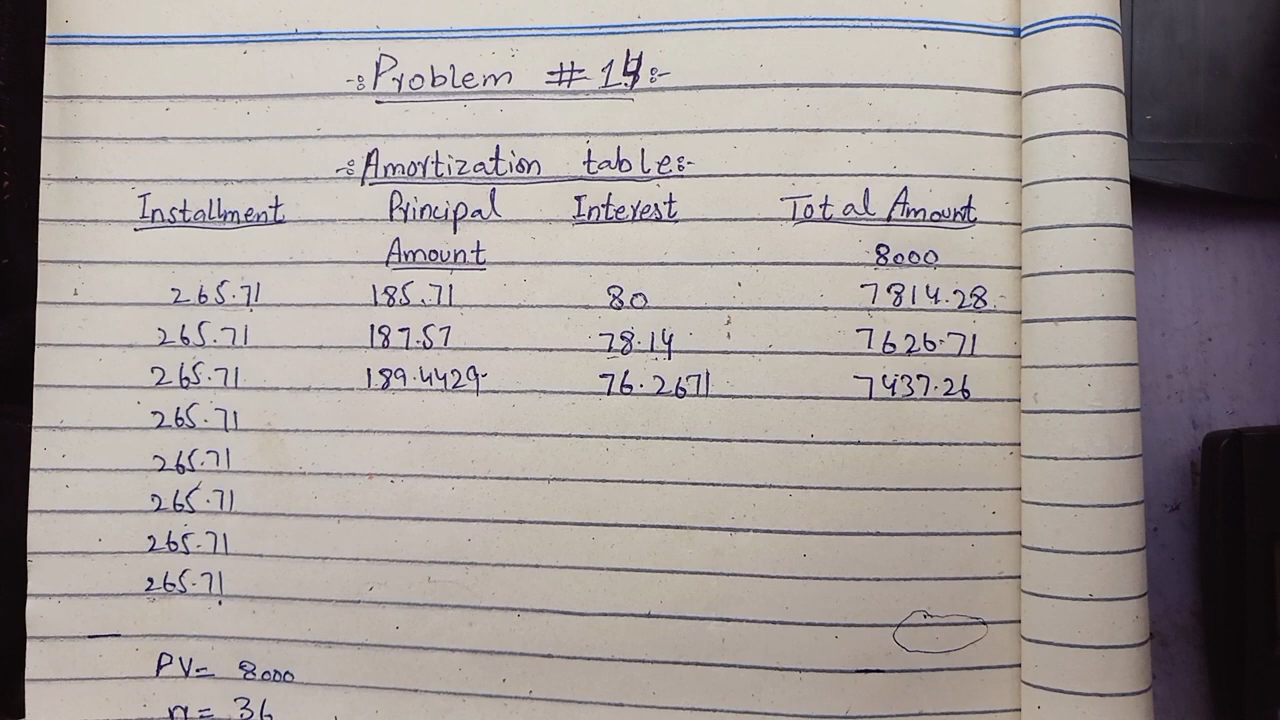 -: Problem # 14:-
-: Amortization tables:-
Installment Principal Interest Total Amount
Amount 8000
265.71 185.71 80 7814.28
265.71 187.57 78.14 7626.71
265.71 189.4429 76.2671 7437.26
265.71
265.71
265.71
265.71
265.71
PV= 8000
n= 36